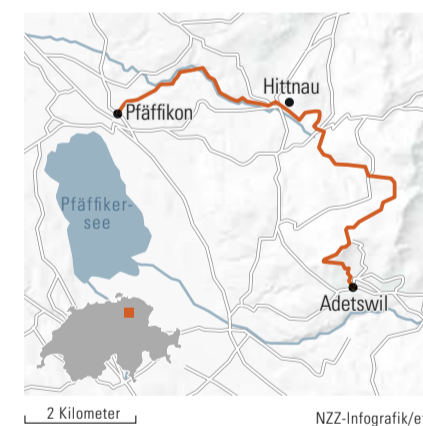 Hittnau
Pfäffikon
Pfäffiker-
see
Adetswil
2 Kilometer
NZZ-Infografik/